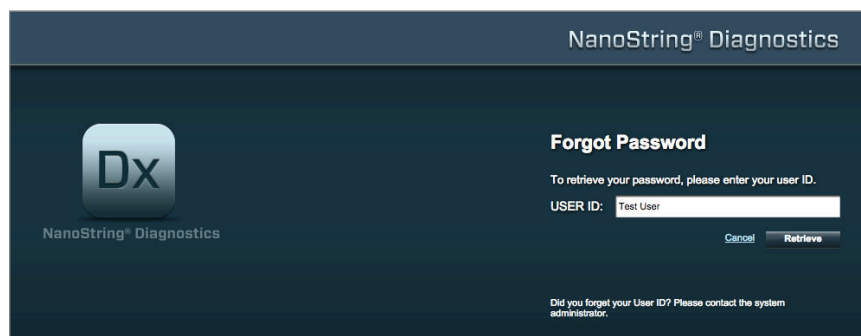 NanoString® Diagnostics
Dx
NanoString® Diagnostics
Forgot Password
To retrieve your password, please enter your user ID.
USER ID: Test User
Cancel Retrieve
Did you forget your User ID? Please contact the system
administrator.